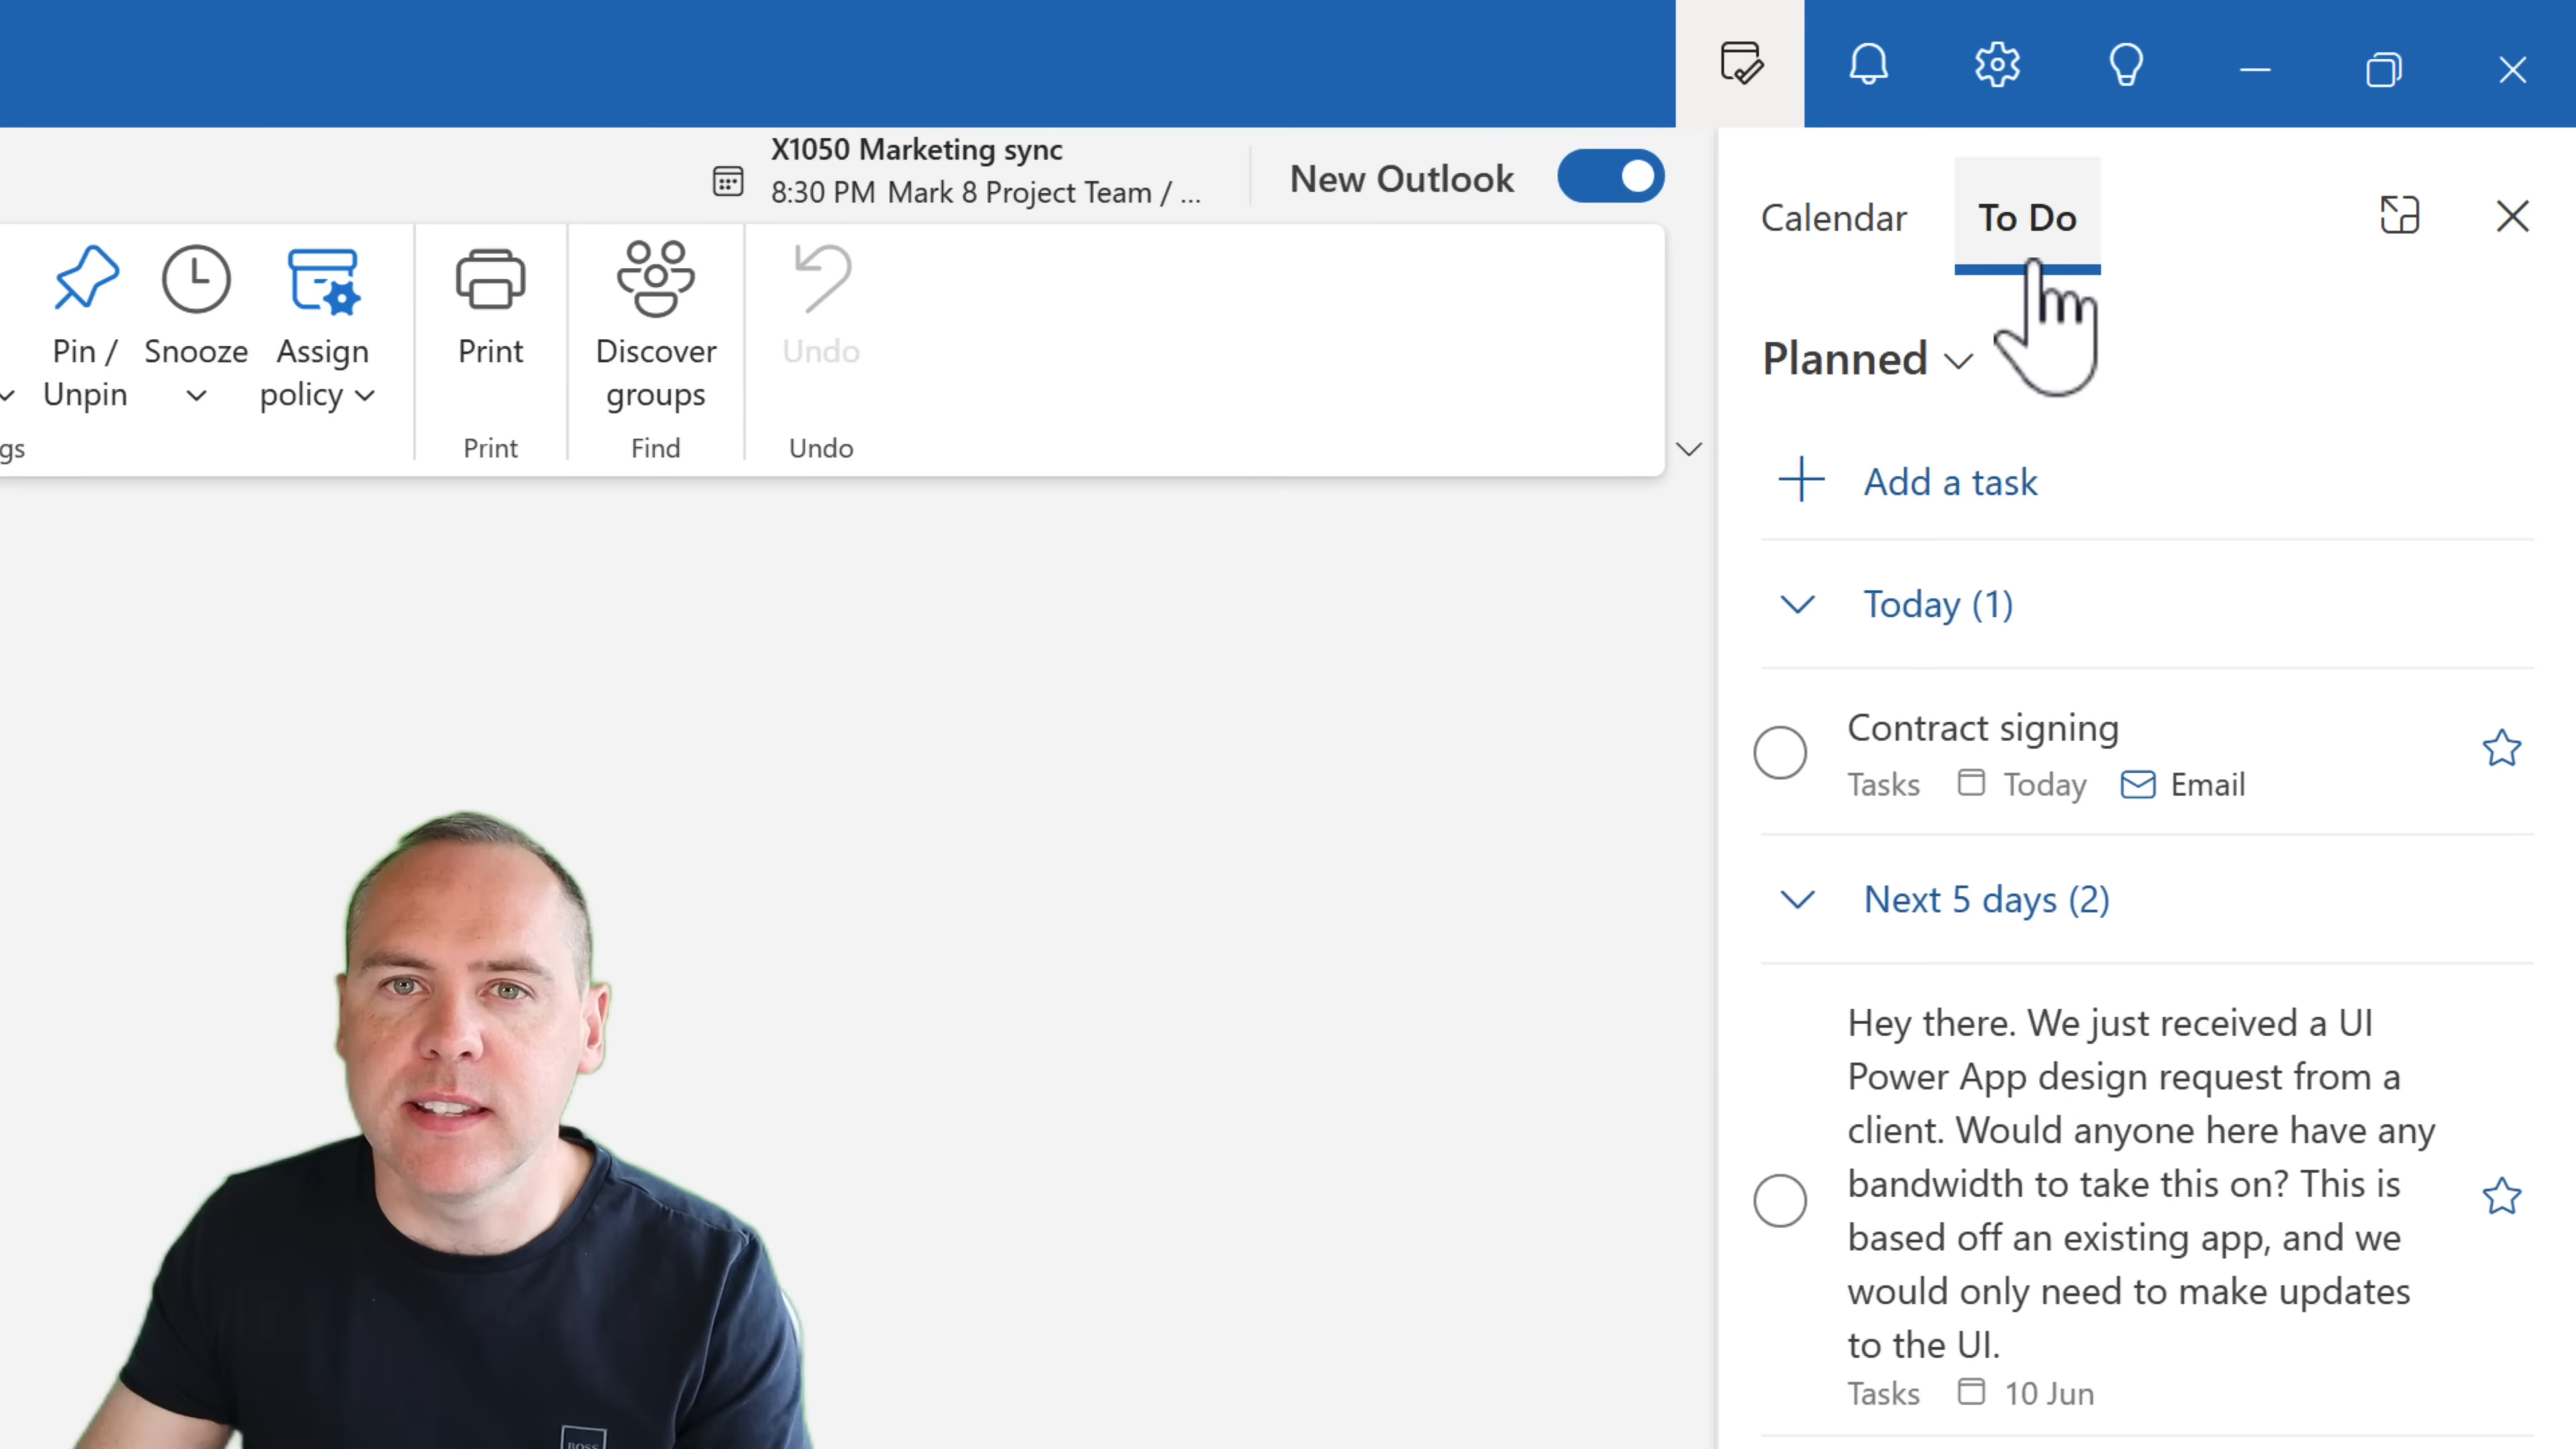 X1050 Marketing sync
8:30 PM Mark 8 Project Team / ...
New Outlook
Calendar
To Do
Pin /
Unpin
Snooze
Assign
policy
Print
Discover
groups
Undo
gs
Print
Find
Undo
Planned
Add a task
Today (1)
Contract signing
Tasks Today Email
Next 5 days (2)
Hey there. We just received a UI
Power App design request from a
client. Would anyone here have any
bandwidth to take this on? This is
based off an existing app, and we
would only need to make updates
to the UI.
Tasks 10 Jun
BOSS